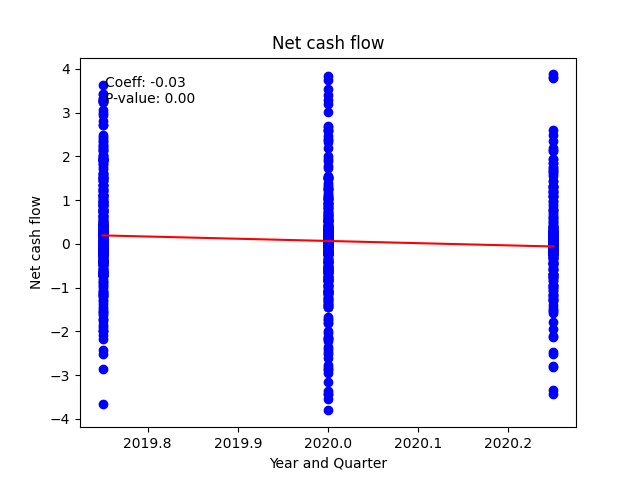 Net cash flow
Coeff: -0.03
P-value: 0.00
4
3
2
1
0
−1
−2
−3
−4
Net cash flow
2019.8 2019.9 2020.0 2020.1 2020.2
Year and Quarter